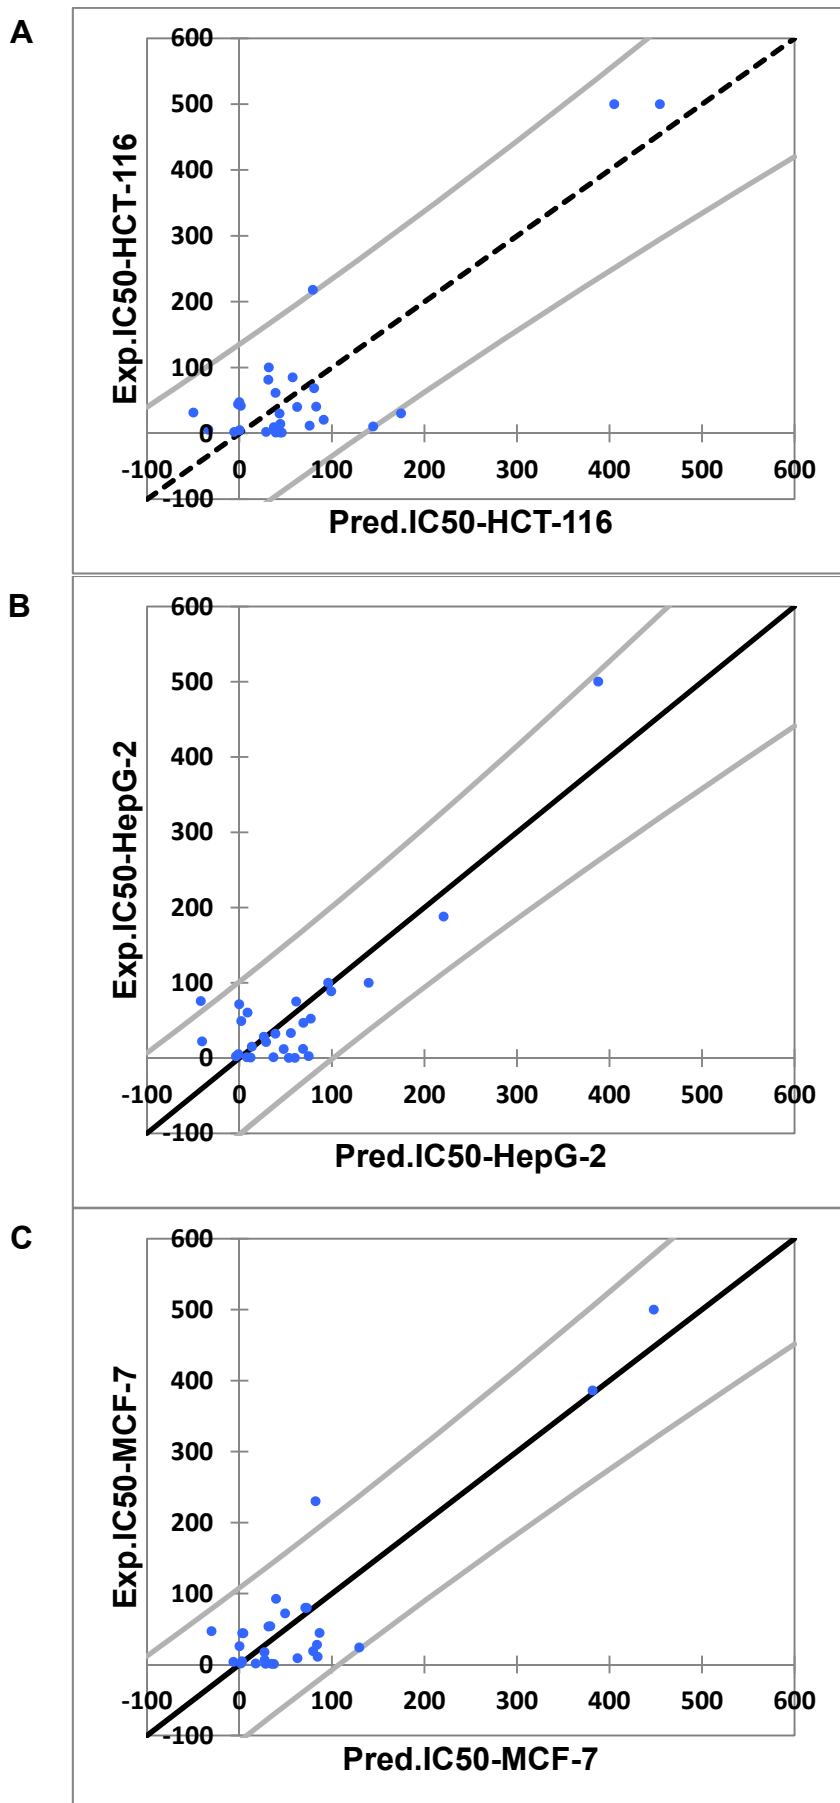 A
600
500
400
300
200
100
0
-100
-100 0 100 200 300 400 500 600
Exp.IC50-HCT-116
Pred.IC50-HCT-116
B
600
500
400
300
200
100
0
-100
-100 0 100 200 300 400 500 600
Exp.IC50-HepG-2
Pred.IC50-HepG-2
C
600
500
400
300
200
100
0
-100
-100 0 100 200 300 400 500 600
Exp.IC50-MCF-7
Pred.IC50-MCF-7